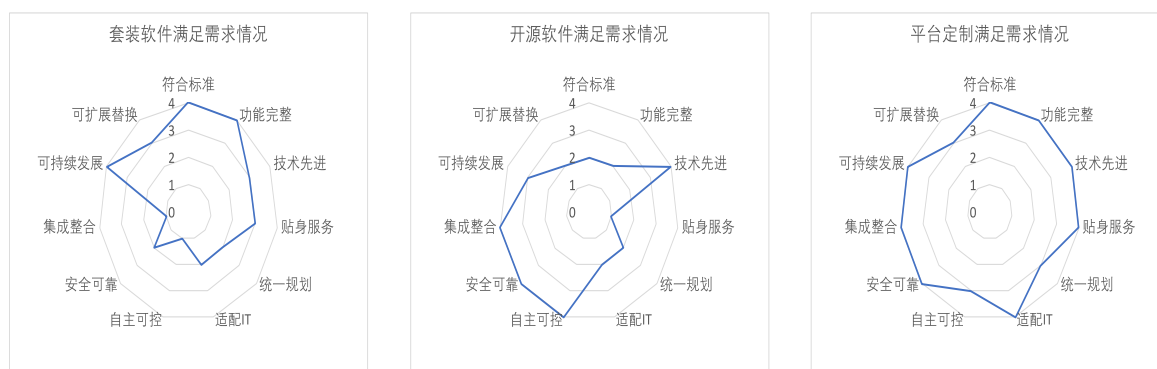 套装软件满足需求情况
符合标准
功能完整
技术先进
贴身服务
统一规划
适配IT
自主可控
安全可靠
集成整合
可持续发展
可扩展替换
4
3
2
1
0
开源软件满足需求情况
符合标准
功能完整
技术先进
贴身服务
统一规划
适配IT
自主可控
安全可靠
集成整合
可持续发展
可扩展替换
4
3
2
1
0
平台定制满足需求情况
符合标准
功能完整
技术先进
贴身服务
统一规划
适配IT
自主可控
安全可靠
集成整合
可持续发展
可扩展替换
4
3
2
1
0